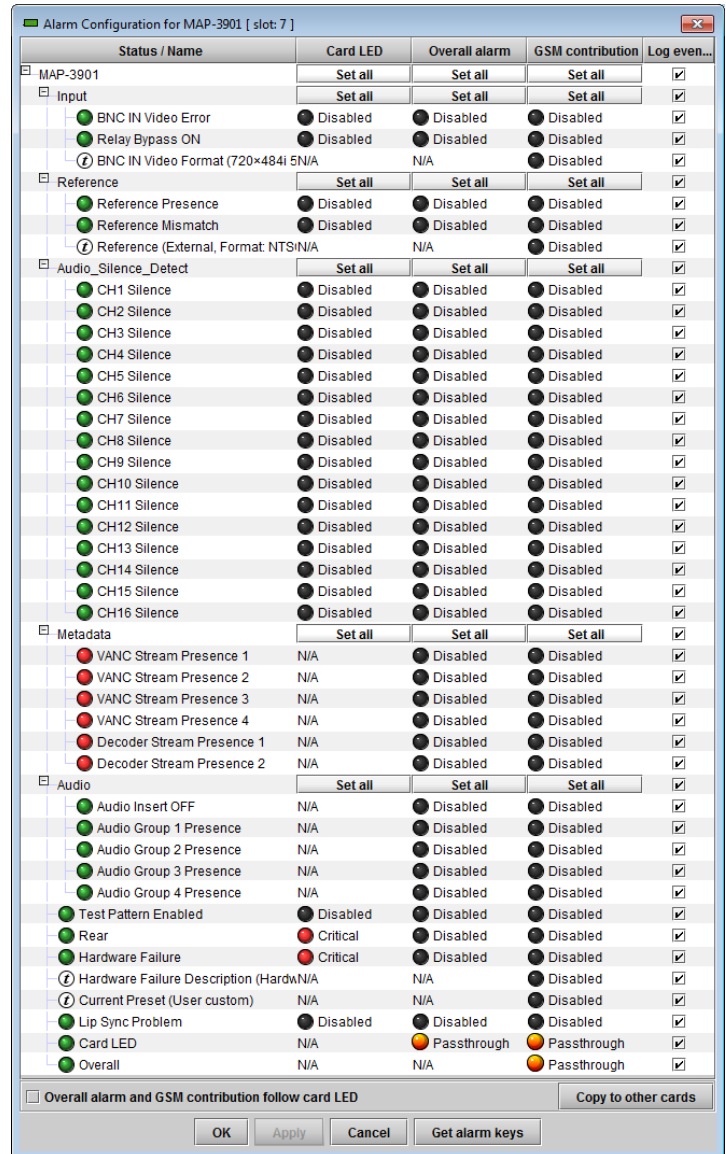 Alarm Configuration for MAP-3901 [ slot: 7 ]
Status / Name Card LED Overall alarm GSM contribution Log even...
MAP-3901 Set all Set all Set all
Input Set all Set all Set all
BNC IN Video Error Disabled Disabled Disabled
Relay Bypass ON Disabled Disabled Disabled
BNC IN Video Format (720×484i 5 N/A N/A Disabled
Reference Set all Set all Set all
Reference Presence Disabled Disabled Disabled
Reference Mismatch Disabled Disabled Disabled
Reference (External, Format: NTS N/A N/A Disabled
Audio_Silence_Detect Set all Set all Set all
CH1 Silence Disabled Disabled Disabled
CH2 Silence Disabled Disabled Disabled
CH3 Silence Disabled Disabled Disabled
CH4 Silence Disabled Disabled Disabled
CH5 Silence Disabled Disabled Disabled
CH6 Silence Disabled Disabled Disabled
CH7 Silence Disabled Disabled Disabled
CH8 Silence Disabled Disabled Disabled
CH9 Silence Disabled Disabled Disabled
CH10 Silence Disabled Disabled Disabled
CH11 Silence Disabled Disabled Disabled
CH12 Silence Disabled Disabled Disabled
CH13 Silence Disabled Disabled Disabled
CH14 Silence Disabled Disabled Disabled
CH15 Silence Disabled Disabled Disabled
CH16 Silence Disabled Disabled Disabled
Metadata Set all Set all Set all
VANC Stream Presence 1 N/A Disabled Disabled
VANC Stream Presence 2 N/A Disabled Disabled
VANC Stream Presence 3 N/A Disabled Disabled
VANC Stream Presence 4 N/A Disabled Disabled
Decoder Stream Presence 1 N/A Disabled Disabled
Decoder Stream Presence 2 N/A Disabled Disabled
Audio Set all Set all Set all
Audio Insert OFF N/A Disabled Disabled
Audio Group 1 Presence N/A Disabled Disabled
Audio Group 2 Presence N/A Disabled Disabled
Audio Group 3 Presence N/A Disabled Disabled
Audio Group 4 Presence N/A Disabled Disabled
Test Pattern Enabled Disabled Disabled Disabled
Rear Critical Disabled Disabled
Hardware Failure Critical Disabled Disabled
Hardware Failure Description (Hardw N/A N/A Disabled
Current Preset (User custom) N/A N/A Disabled
Lip Sync Problem Disabled Disabled Disabled
Card LED N/A Passthrough Passthrough
Overall N/A N/A Passthrough
Overall alarm and GSM contribution follow card LED Copy to other cards
OK Apply Cancel Get alarm keys